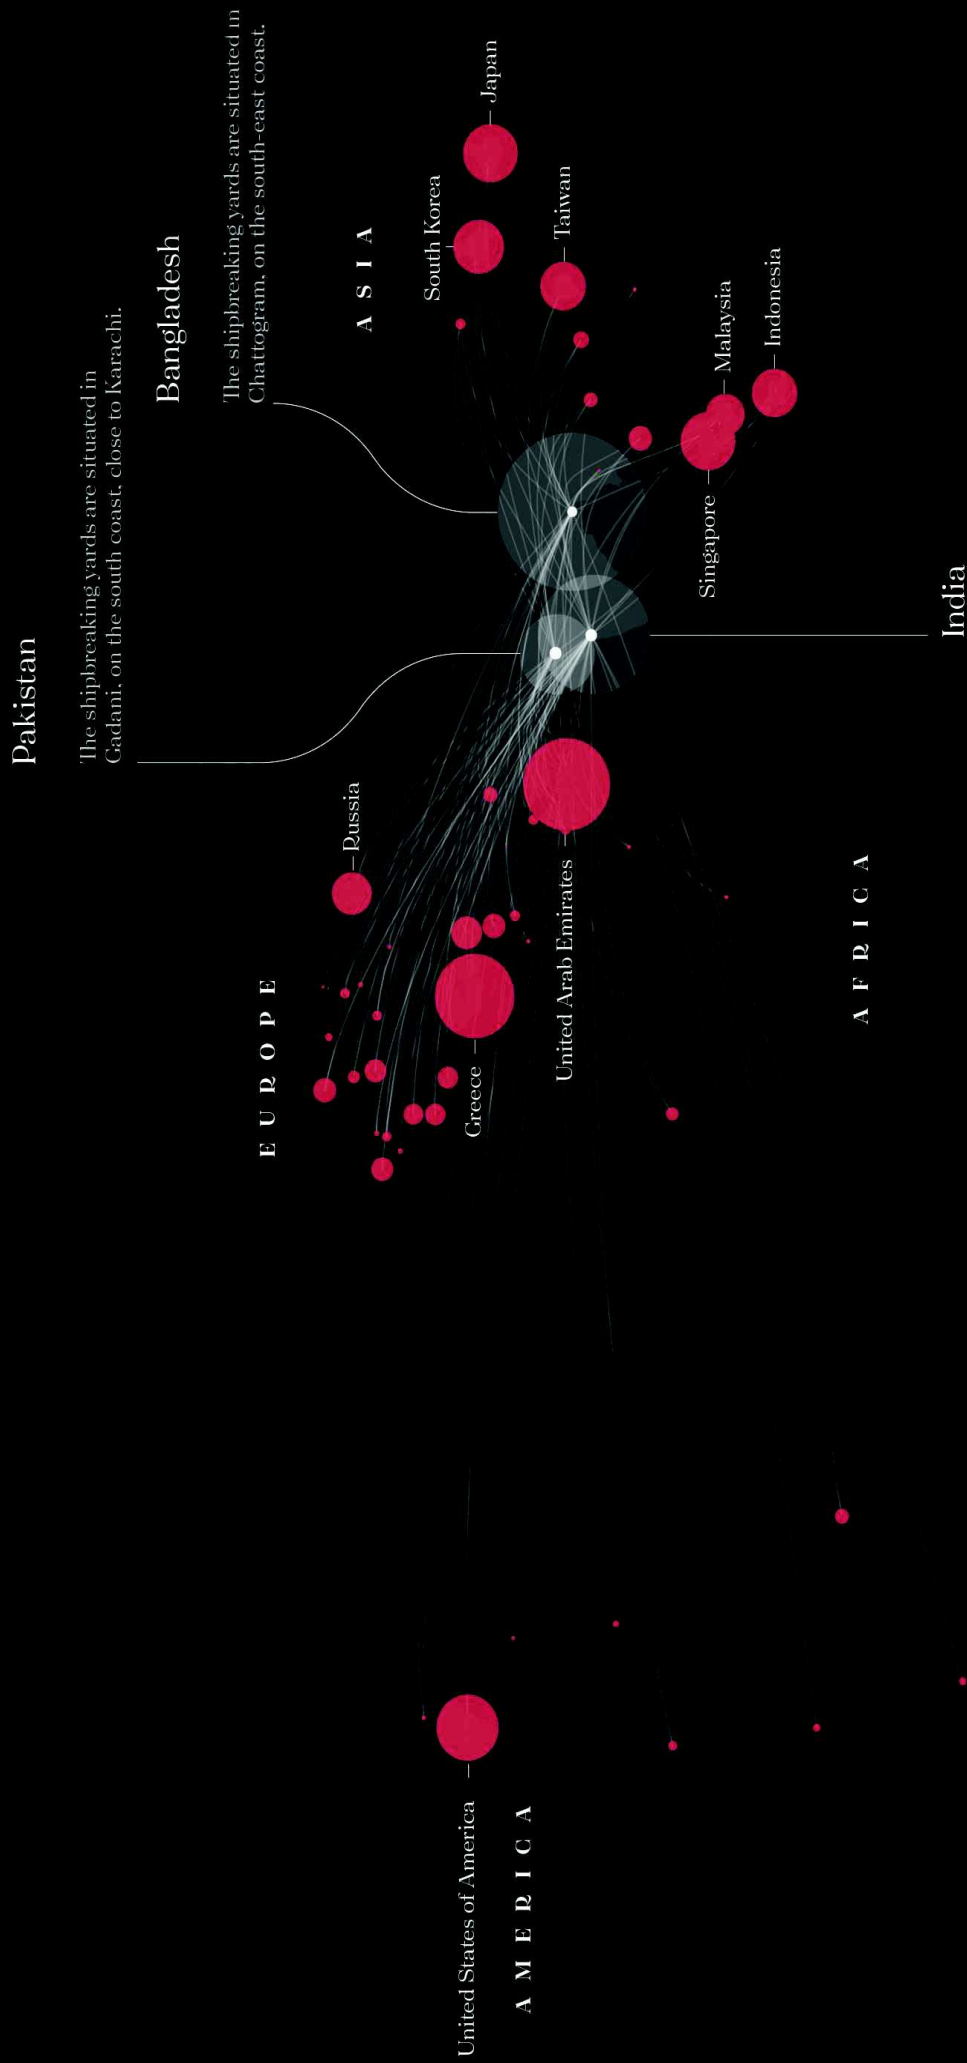 Pakistan
The shipbreaking yards are situated in
Gadani, on the south coast, close to Karachi.
Bangladesh
The shipbreaking yards are situated in
Chattogram, on the south-east coast.
EUROPE
Russia
ASIA
South Korea
Japan
Taiwan
Greece
United Arab Emirates
Singapore
Malaysia
Indonesia
United States of America
AMERICA
AFRICA
India